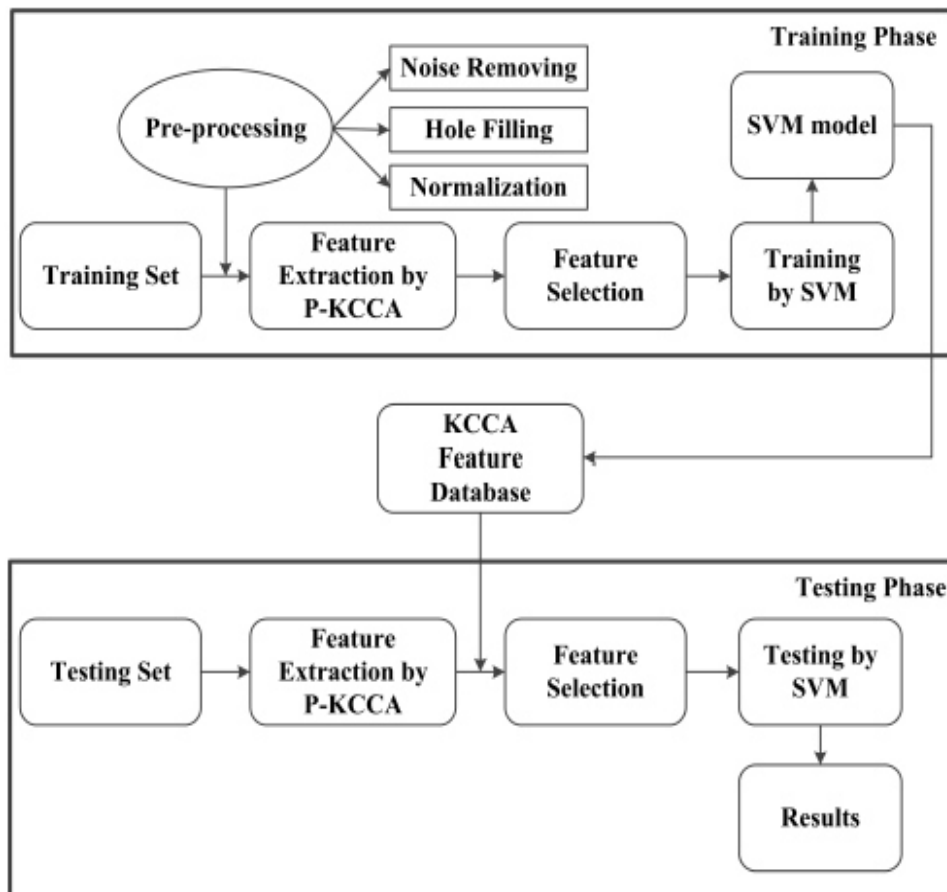 Training Phase
Noise Removing
Pre-processing
Hole Filling
SVM model
Normalization
Training Set
Feature
Extraction by
P-KCCA
Feature
Selection
Training
by SVM
KCCA
Feature
Database
Testing Phase
Testing Set
Feature
Extraction by
P-KCCA
Feature
Selection
Testing by
SVM
Results